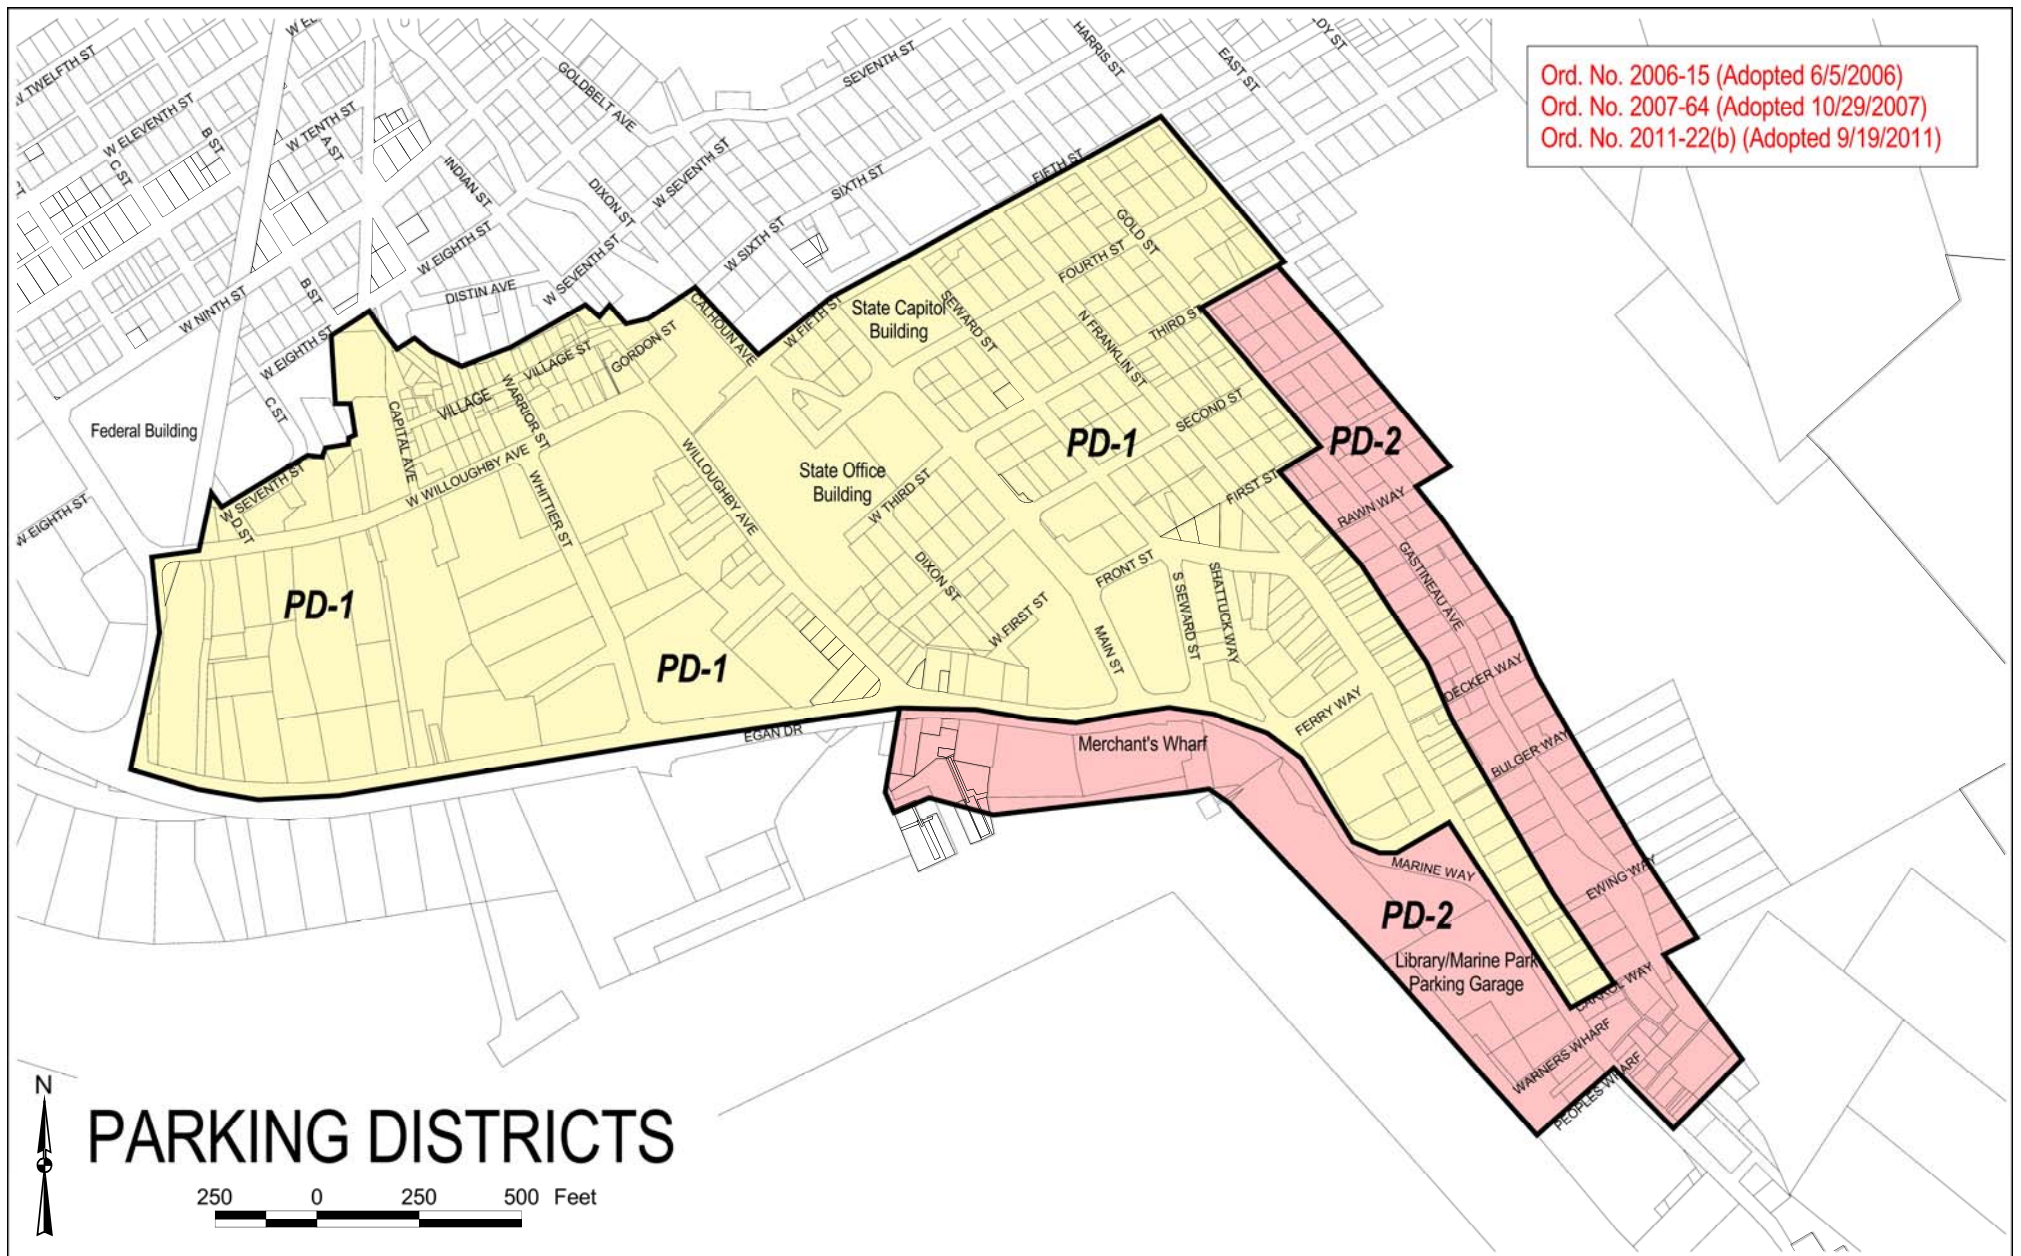 W TWELFTH ST
W ELEVENTH ST
W TENTH ST
B ST
A ST
C ST
GOLDBELT AVE
SEVENTH ST
HARRIS ST
EAST ST
Ord. No. 2006-15 (Adopted 6/5/2006)
Ord. No. 2007-64 (Adopted 10/29/2007)
Ord. No. 2011-22(b) (Adopted 9/19/2011)
INDIAN ST
DIXON ST
W SEVENTH ST
SIXTH ST
FIFTH ST
W EIGHTH ST
W SEVENTH ST
W SIXTH ST
GOLD ST
FOURTH ST
DISTIN AVE
B ST
W NINTH ST
W EIGHTH ST
CALHOUN AVE
W FIFTH ST
State Capitol
Building
SEWARD ST
N FRANKLIN ST
THIRD ST
GORDON ST
VILLAGE ST
VILLAGE
WARRIOR ST
CAPITAL AVE
C ST
Federal Building
SECOND ST
PD-1
PD-2
W WILLOUGHBY AVE
WILLOUGHBY AVE
State Office
Building
W THIRD ST
FIRST ST
RAWN WAY
W SEVENTH ST
D ST
W EIGHTH ST
WHITTIER ST
DIXON ST
FRONT ST
S SEWARD ST
SHATTUCK WAY
GASTINEAU AVE
PD-1
PD-1
W FIRST ST
MAIN ST
DECKER WAY
FERRY WAY
EGAN DR
Merchant's Wharf
BULGER WAY
MARINE WAY
EWING WAY
PD-2
Library/Marine Park
Parking Garage
CARROL WAY
WARNERS WHARF
PEOPLES WHARF
N
PARKING DISTRICTS
250 0 250 500 Feet